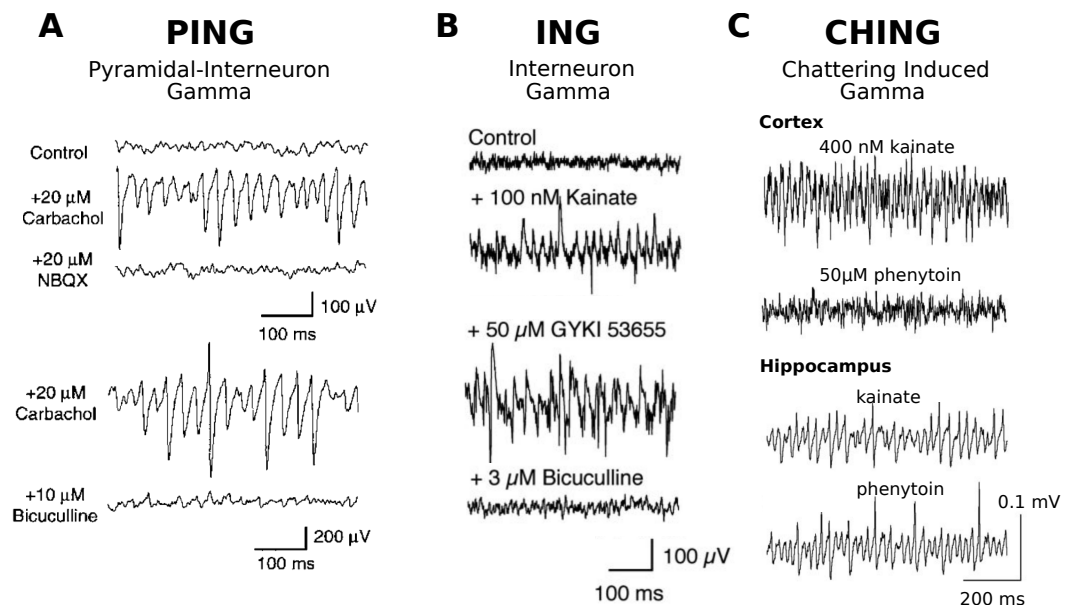 A
PING
Pyramidal-Interneuron
Gamma
Control
+20 µM
Carbachol
+20 µM
NBQX
100 µV
100 ms
+20 µM
Carbachol
+10 µM
Bicuculline
200 µV
100 ms
B
ING
Interneuron
Gamma
Control
+ 100 nM Kainate
+ 50 µM GYKI 53655
+ 3 µM Bicuculline
100 µV
100 ms
C
CHING
Chattering Induced
Gamma
Cortex
400 nM kainate
50µM phenytoin
Hippocampus
kainate
phenytoin
0.1 mV
200 ms